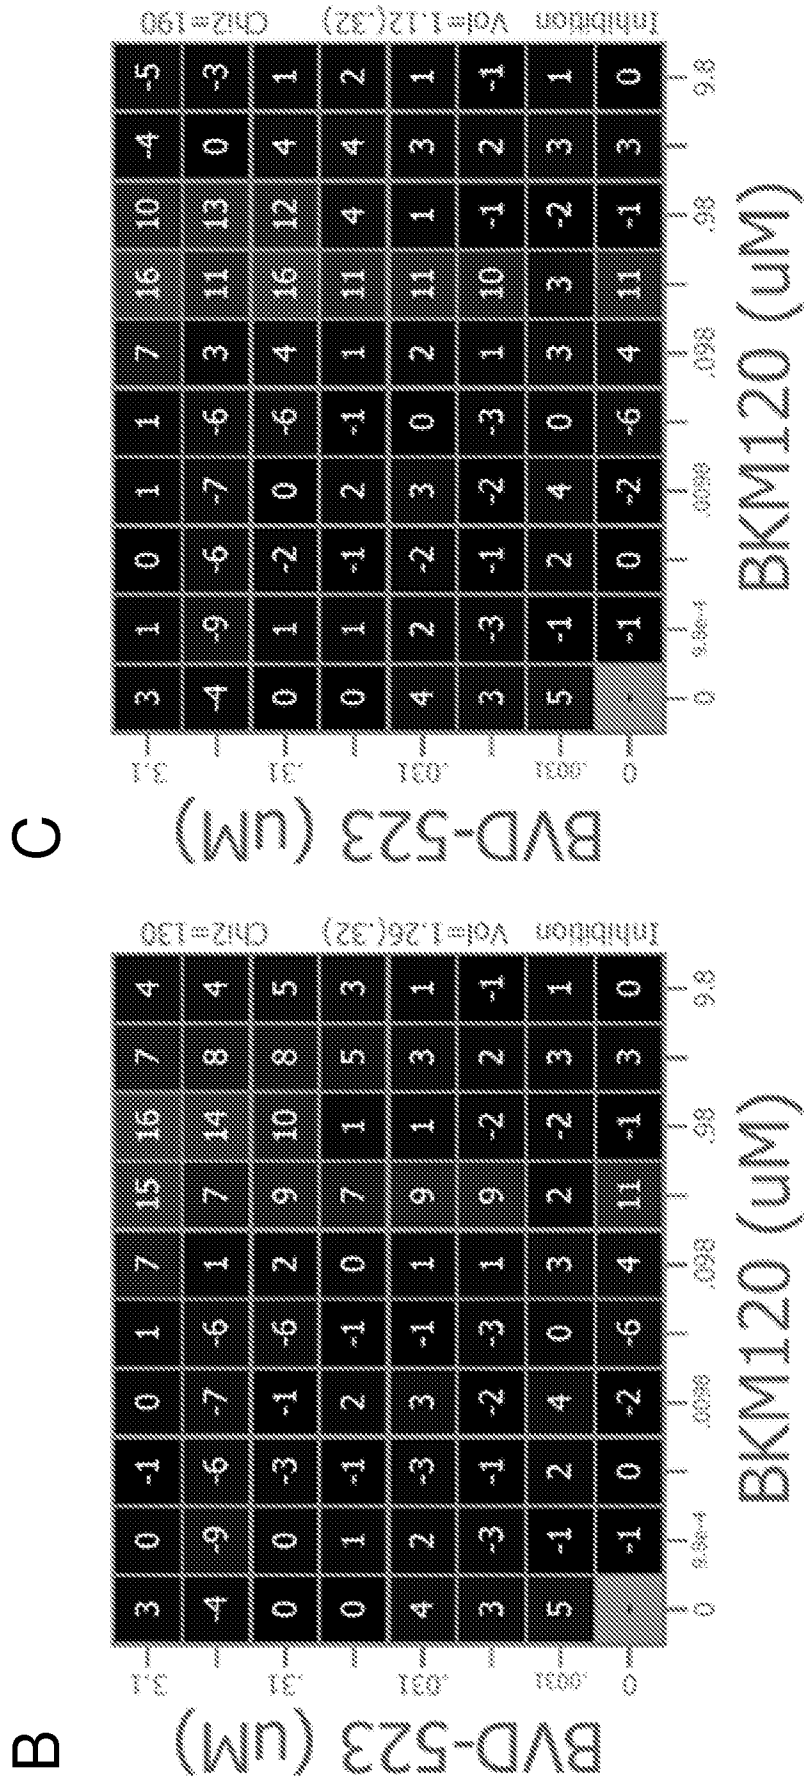 B
BVD-523 (uM)
3.1 3 0 -1 0 1 7 15 16 7 4
-4 -9 -6 -7 -6 1 7 14 8 4
.31 0 0 -3 -1 -6 2 9 10 8 5
0 1 -1 2 -1 0 7 1 5 3
.031 4 2 -3 3 -1 1 9 1 3 1
3 -3 -1 -2 -3 1 9 -2 2 -1
.0031 5 -1 2 4 0 3 2 -2 3 1
0 - -1 0 -2 -6 4 11 -1 3 0
0 9.8e-4 .0098 .098 .98 9.8
BKM120 (uM)
Inhibition Vol=1.26(.32) Chi2=130
C
BVD-523 (uM)
3.1 3 1 0 1 1 7 16 10 -4 -5
-4 -9 -6 -7 -6 3 11 13 0 -3
.31 0 1 -2 0 -6 4 16 12 4 1
0 1 -1 2 -1 1 11 4 4 2
.031 4 2 -2 3 0 2 11 1 3 1
3 -3 -1 -2 -3 1 10 -1 2 -1
.0031 5 -1 2 4 0 3 3 -2 3 1
0 - -1 0 -2 -6 4 11 -1 3 0
0 9.8e-4 .0098 .098 .98 9.8
BKM120 (uM)
Inhibition Vol=1.12(.32) Chi2=190